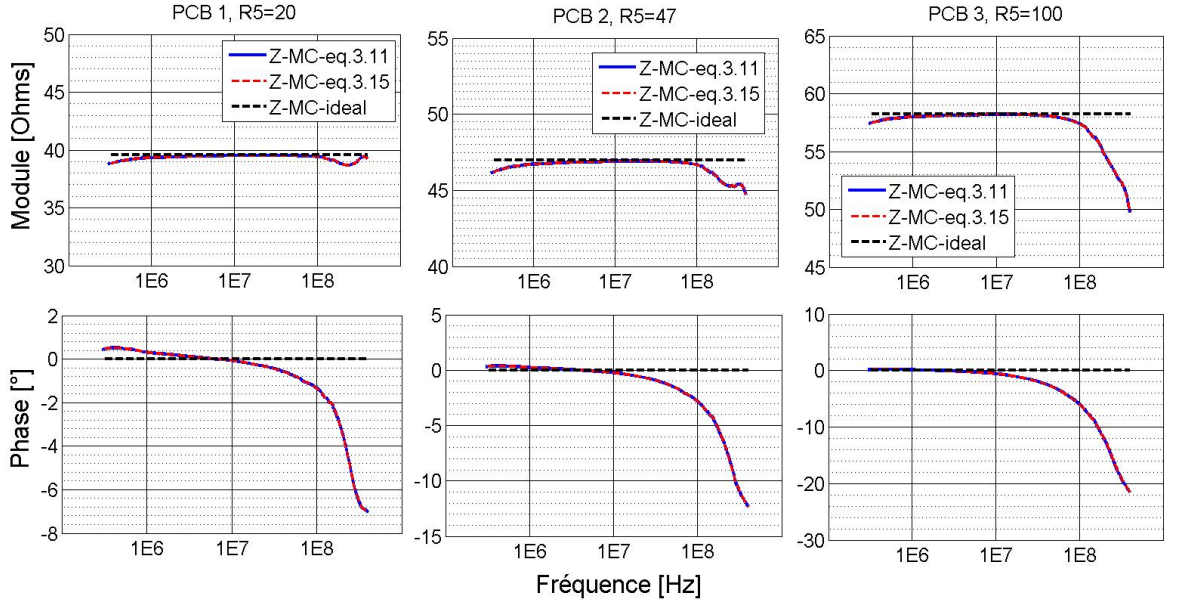 PCB 1, R5=20
PCB 2, R5=47
PCB 3, R5=100
Module [Ohms]
50
45
40
35
30
Z-MC-eq.3.11
Z-MC-eq.3.15
Z-MC-ideal
1E6
1E7
1E8
55
50
45
40
Z-MC-eq.3.11
Z-MC-eq.3.15
Z-MC-ideal
1E6
1E7
1E8
65
60
55
50
45
Z-MC-eq.3.11
Z-MC-eq.3.15
Z-MC-ideal
1E6
1E7
1E8
Phase [°]
2
0
-2
-4
-6
-8
1E6
1E7
1E8
5
0
-5
-10
-15
1E6
1E7
1E8
10
0
-10
-20
-30
1E6
1E7
1E8
Fréquence [Hz]